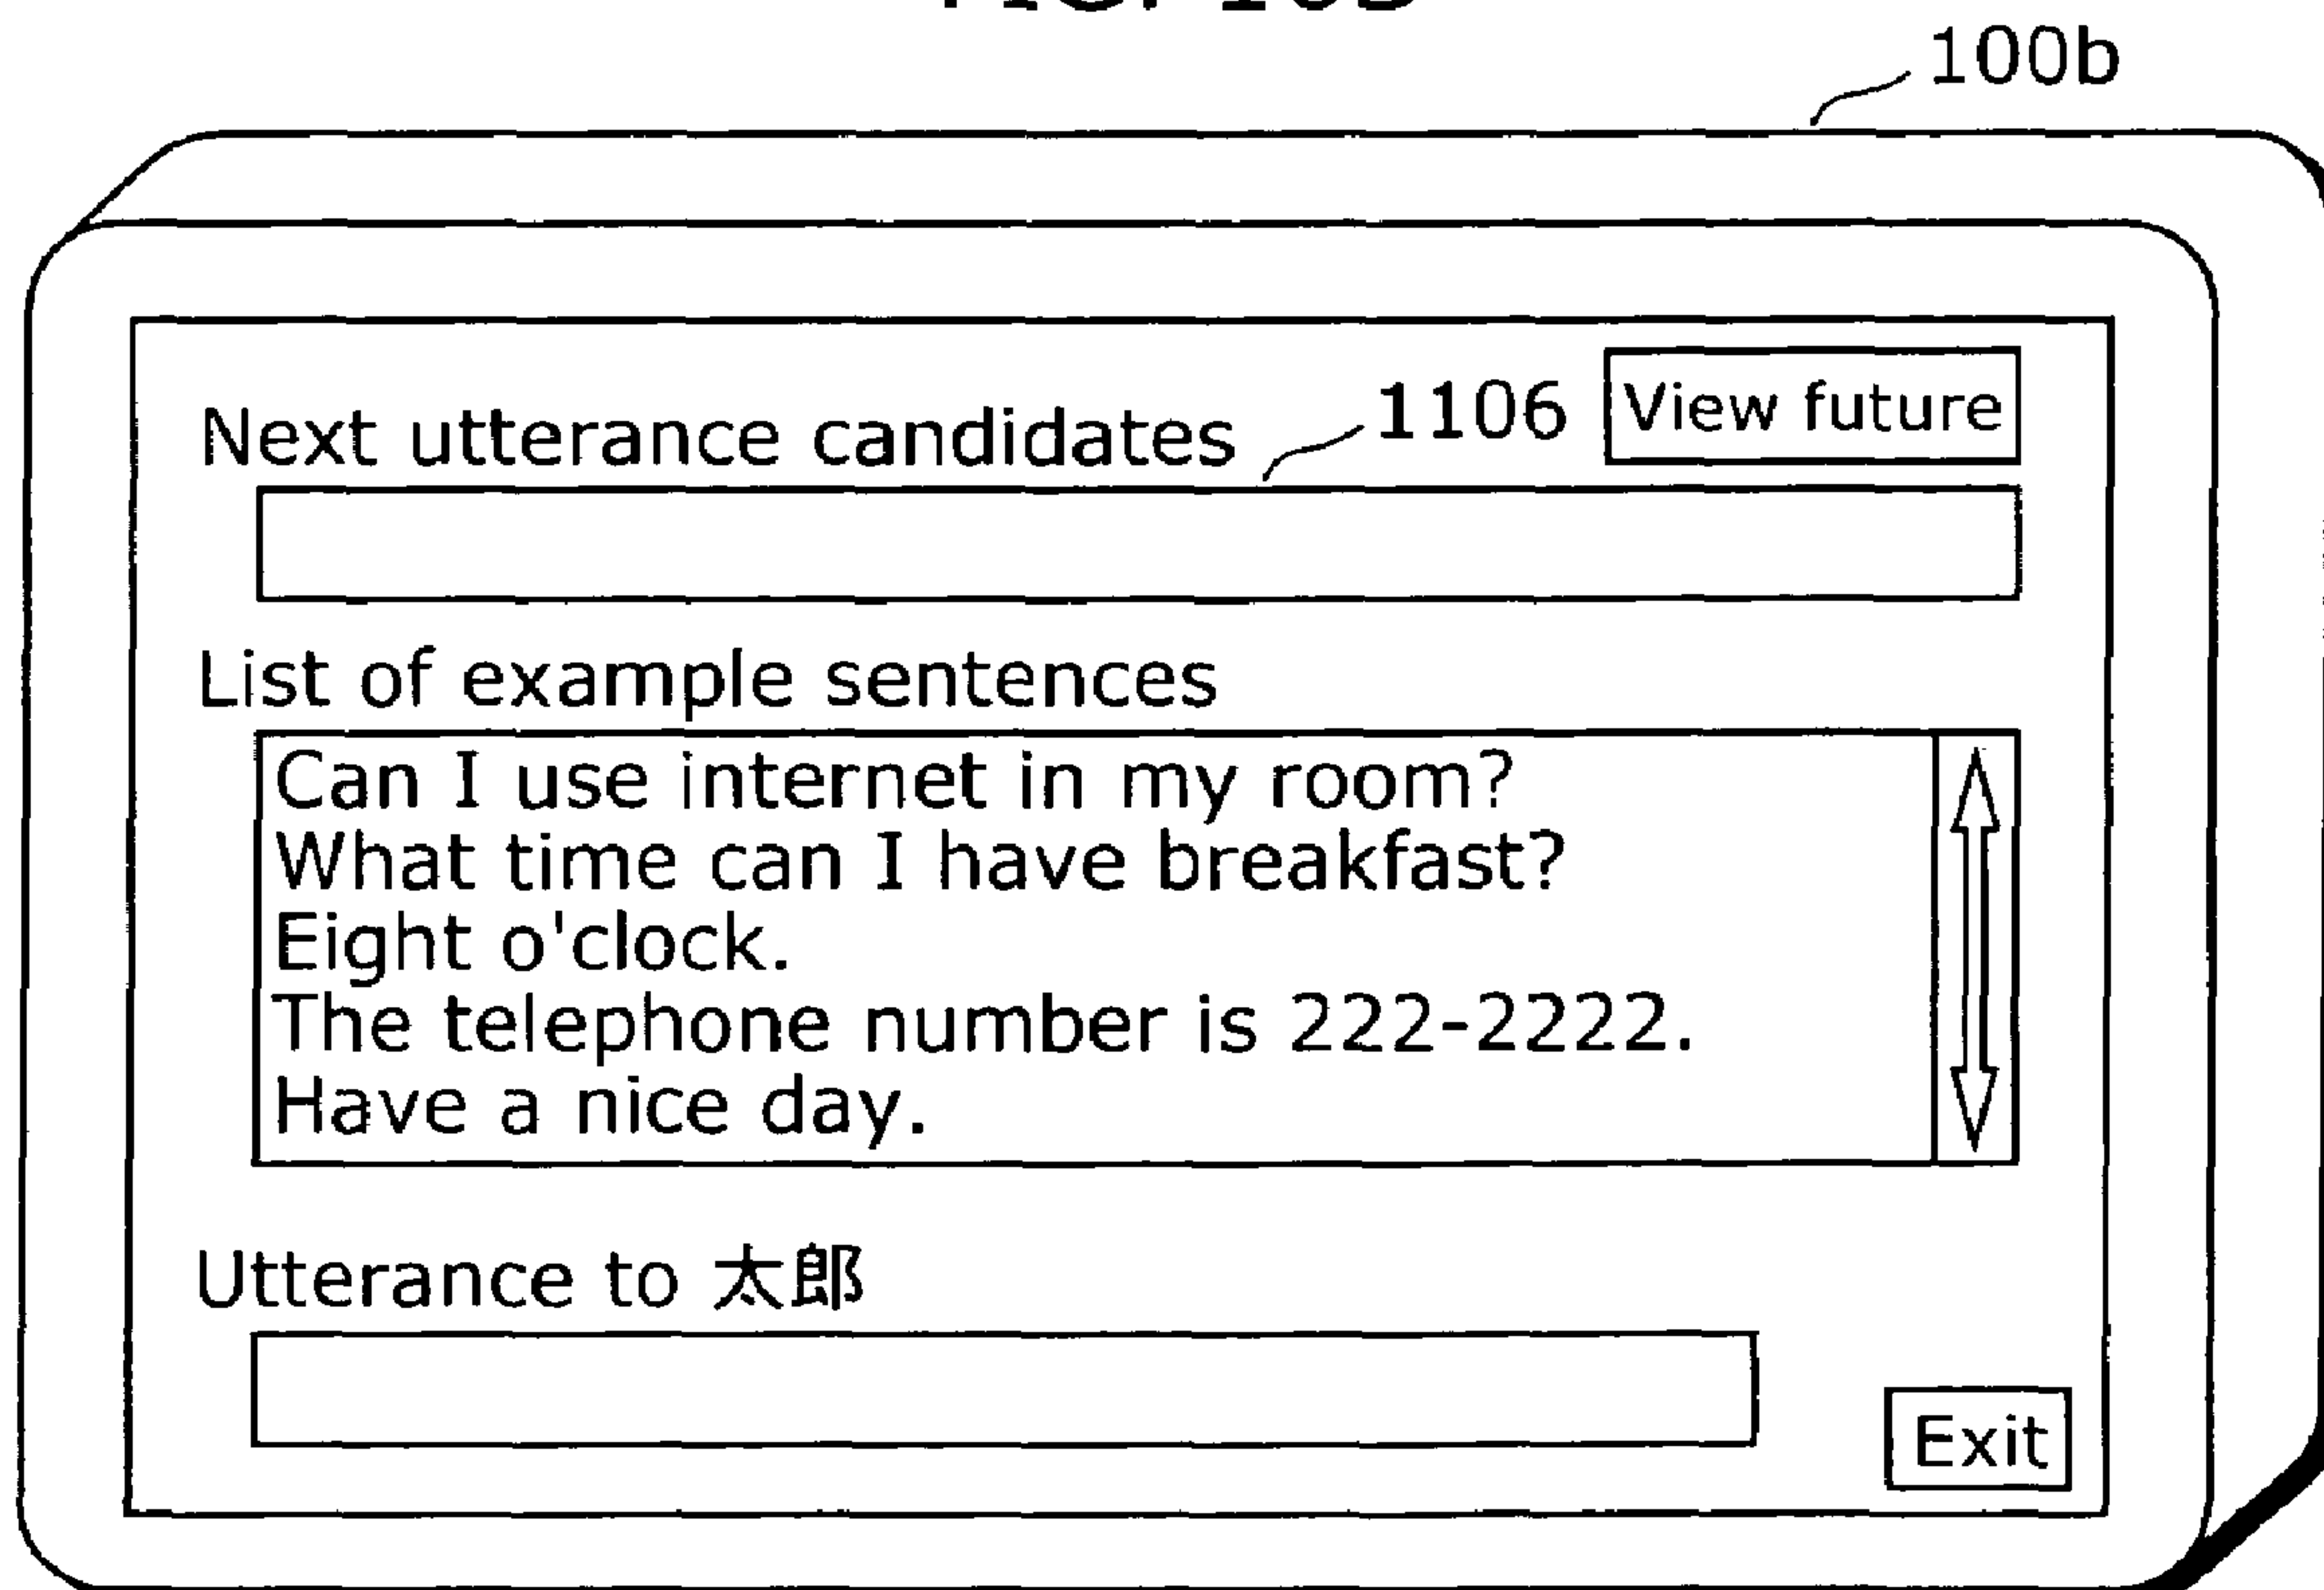 100b
View future
Next utterance candidates
1106
List of example sentences
Can I use internet in my room?
What time can I have breakfast?
Eight o'clock.
The telephone number is 222-2222.
Have a nice day.
Utterance to 太郎
Exit